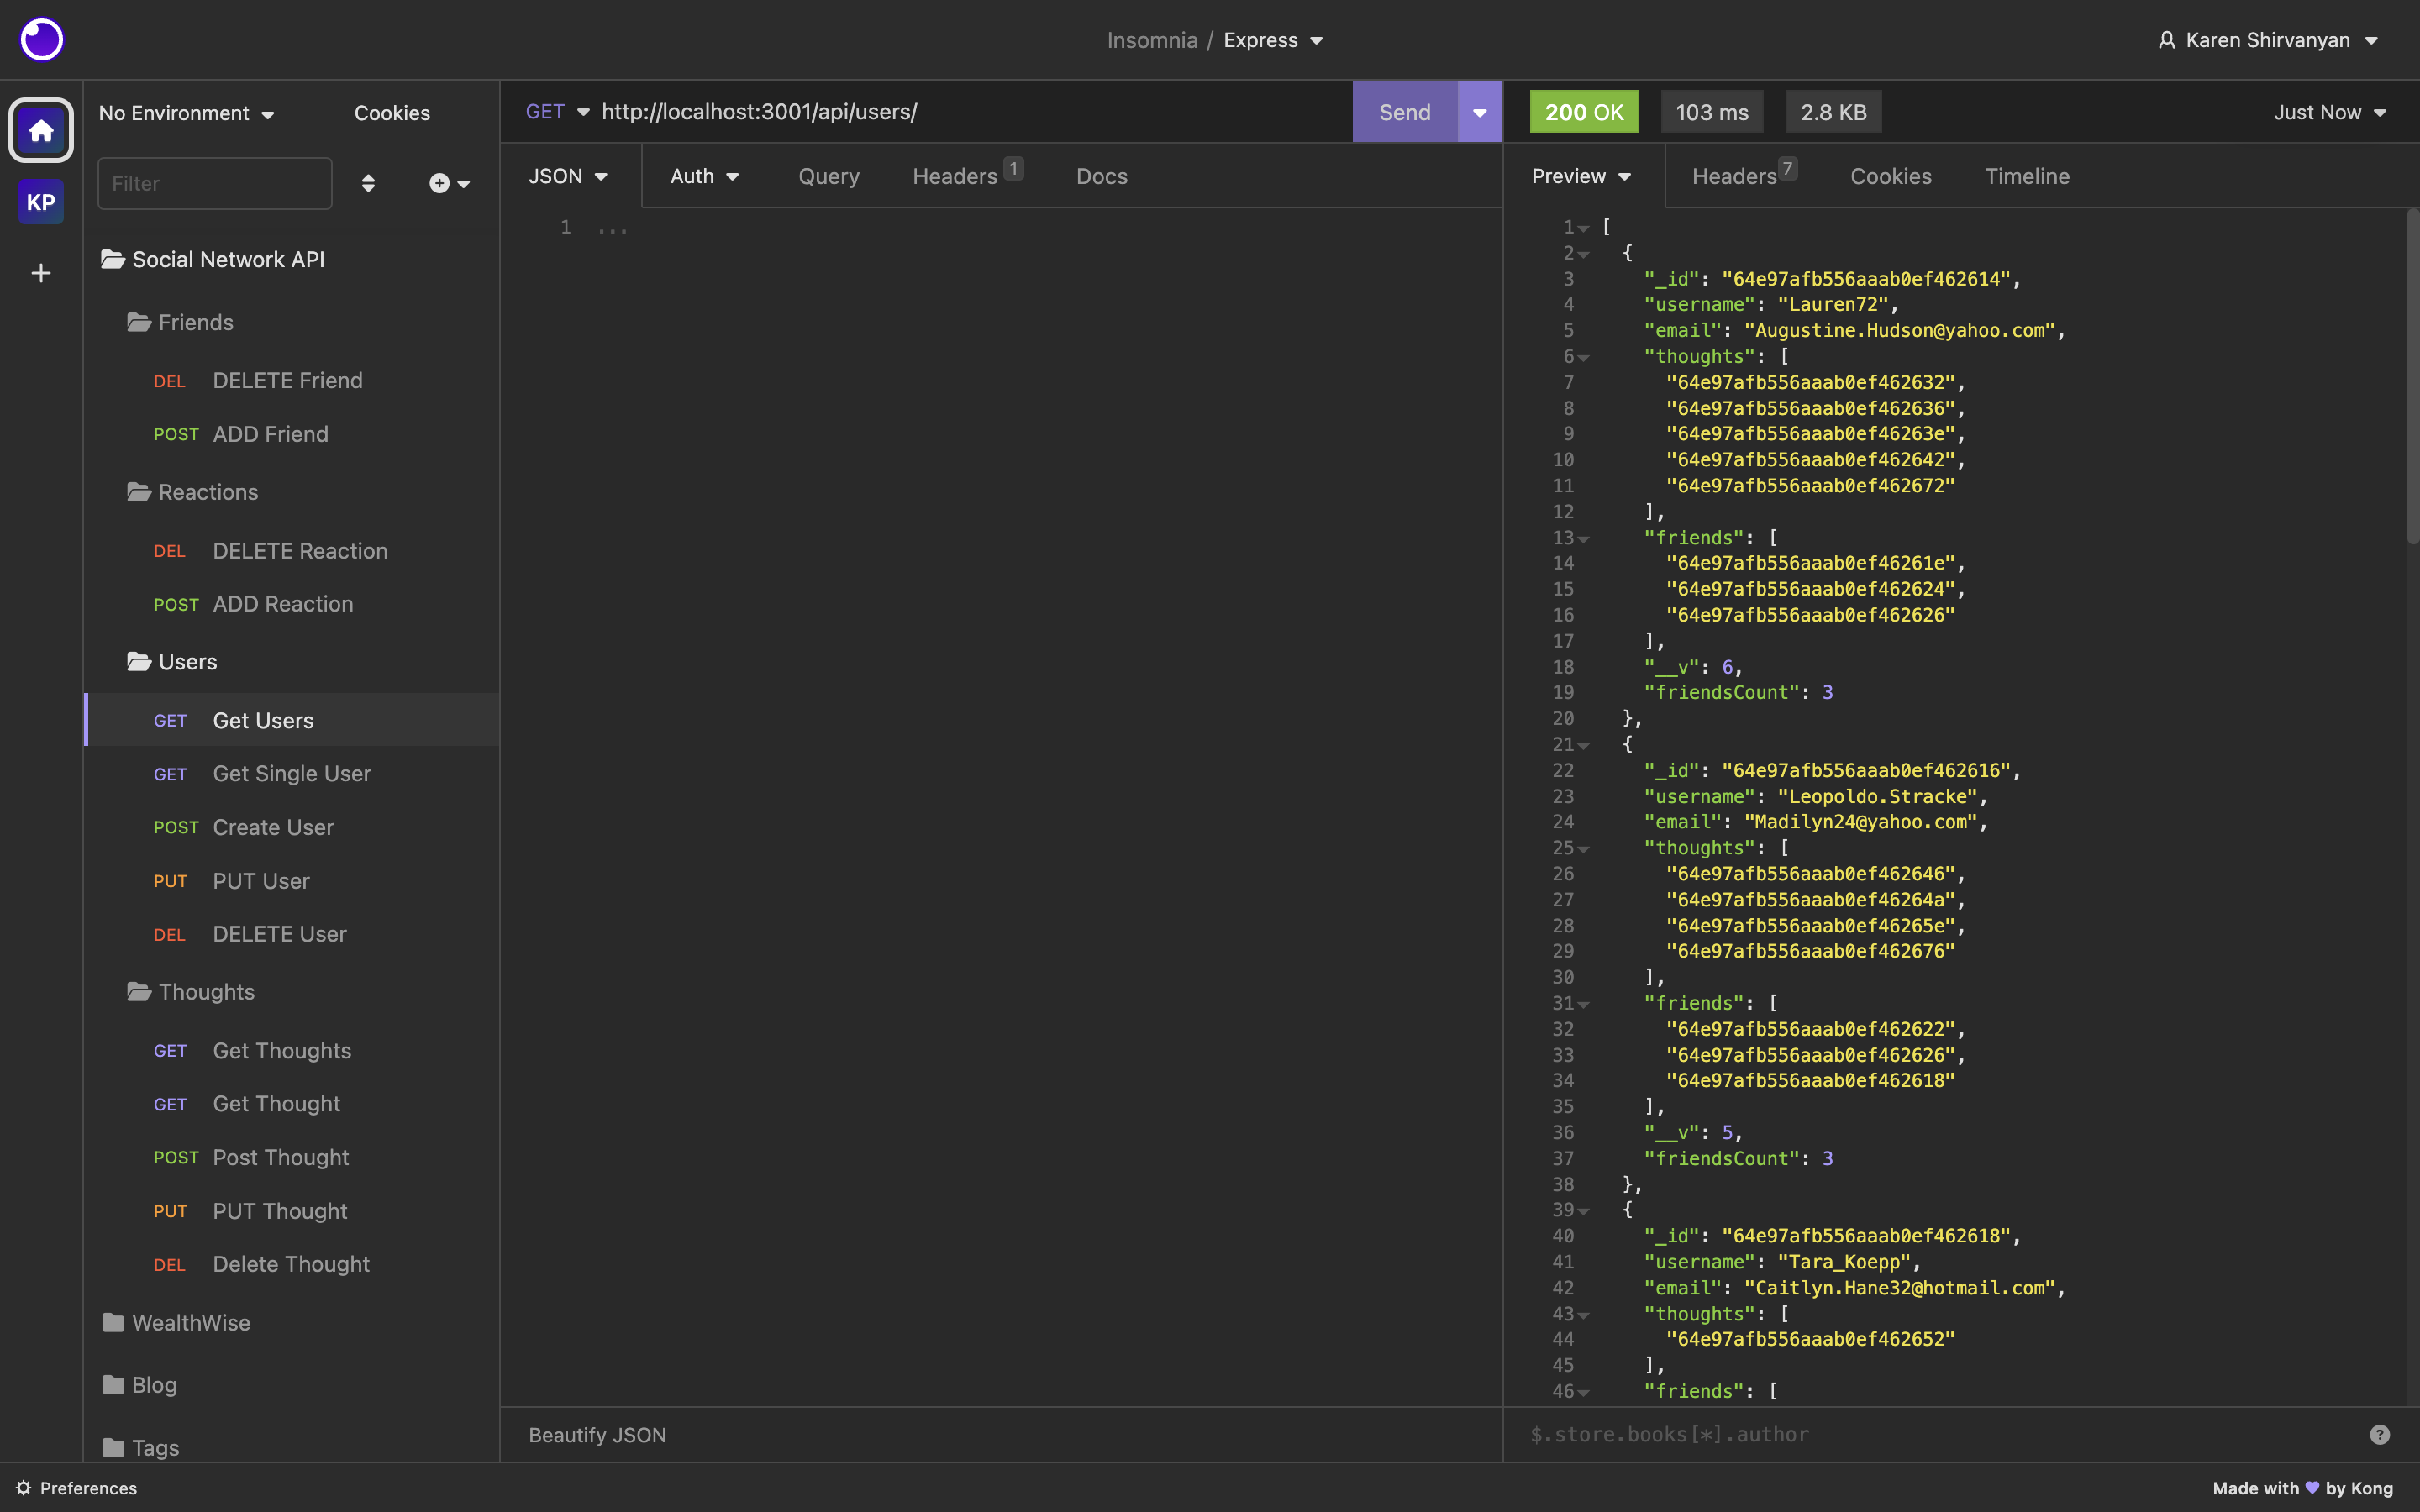 Insomnia / Express
Karen Shirvanyan
KP
No Environment
Cookies
Filter
Social Network API
Friends
DEL DELETE Friend
POST ADD Friend
Reactions
DEL DELETE Reaction
POST ADD Reaction
Users
GET Get Users
GET Get Single User
POST Create User
PUT PUT User
DEL DELETE User
Thoughts
GET Get Thoughts
GET Get Thought
POST Post Thought
PUT PUT Thought
DEL Delete Thought
WealthWise
Blog
Tags
GET http://localhost:3001/api/users/
Send
JSON Auth Query Headers 1 Docs
1 ...
Beautify JSON
200 OK 103 ms 2.8 KB Just Now
Preview Headers 7 Cookies Timeline
1 [
2 {
3 "_id": "64e97afb556aaab0ef462614",
4 "username": "Lauren72",
5 "email": "Augustine.Hudson@yahoo.com",
6 "thoughts": [
7 "64e97afb556aaab0ef462632",
8 "64e97afb556aaab0ef462636",
9 "64e97afb556aaab0ef46263e",
10 "64e97afb556aaab0ef462642",
11 "64e97afb556aaab0ef462672"
12 ],
13 "friends": [
14 "64e97afb556aaab0ef46261e",
15 "64e97afb556aaab0ef462624",
16 "64e97afb556aaab0ef462626"
17 ],
18 "__v": 6,
19 "friendsCount": 3
20 },
21 {
22 "_id": "64e97afb556aaab0ef462616",
23 "username": "Leopoldo.Stracke",
24 "email": "Madilyn24@yahoo.com",
25 "thoughts": [
26 "64e97afb556aaab0ef462646",
27 "64e97afb556aaab0ef46264a",
28 "64e97afb556aaab0ef46265e",
29 "64e97afb556aaab0ef462676"
30 ],
31 "friends": [
32 "64e97afb556aaab0ef462622",
33 "64e97afb556aaab0ef462626",
34 "64e97afb556aaab0ef462618"
35 ],
36 "__v": 5,
37 "friendsCount": 3
38 },
39 {
40 "_id": "64e97afb556aaab0ef462618",
41 "username": "Tara_Koepp",
42 "email": "Caitlyn.Hane32@hotmail.com",
43 "thoughts": [
44 "64e97afb556aaab0ef462652"
45 ],
46 "friends": [
$.store.books[*].author
?
Preferences
Made with 💜 by Kong